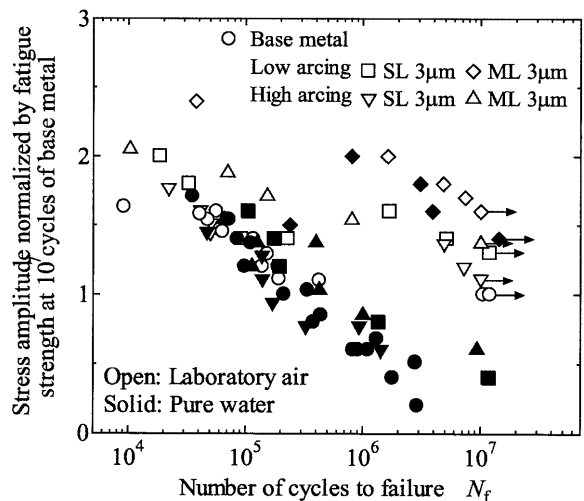 Stress amplitude normalized by fatigue
strength at 10⁷ cycles of base metal
3
2
1
0
Base metal
Low arcing SL 3μm ML 3μm
High arcing SL 3μm ML 3μm
Open: Laboratory air
Solid: Pure water
10⁴ 10⁵ 10⁶ 10⁷
Number of cycles to failure Nf